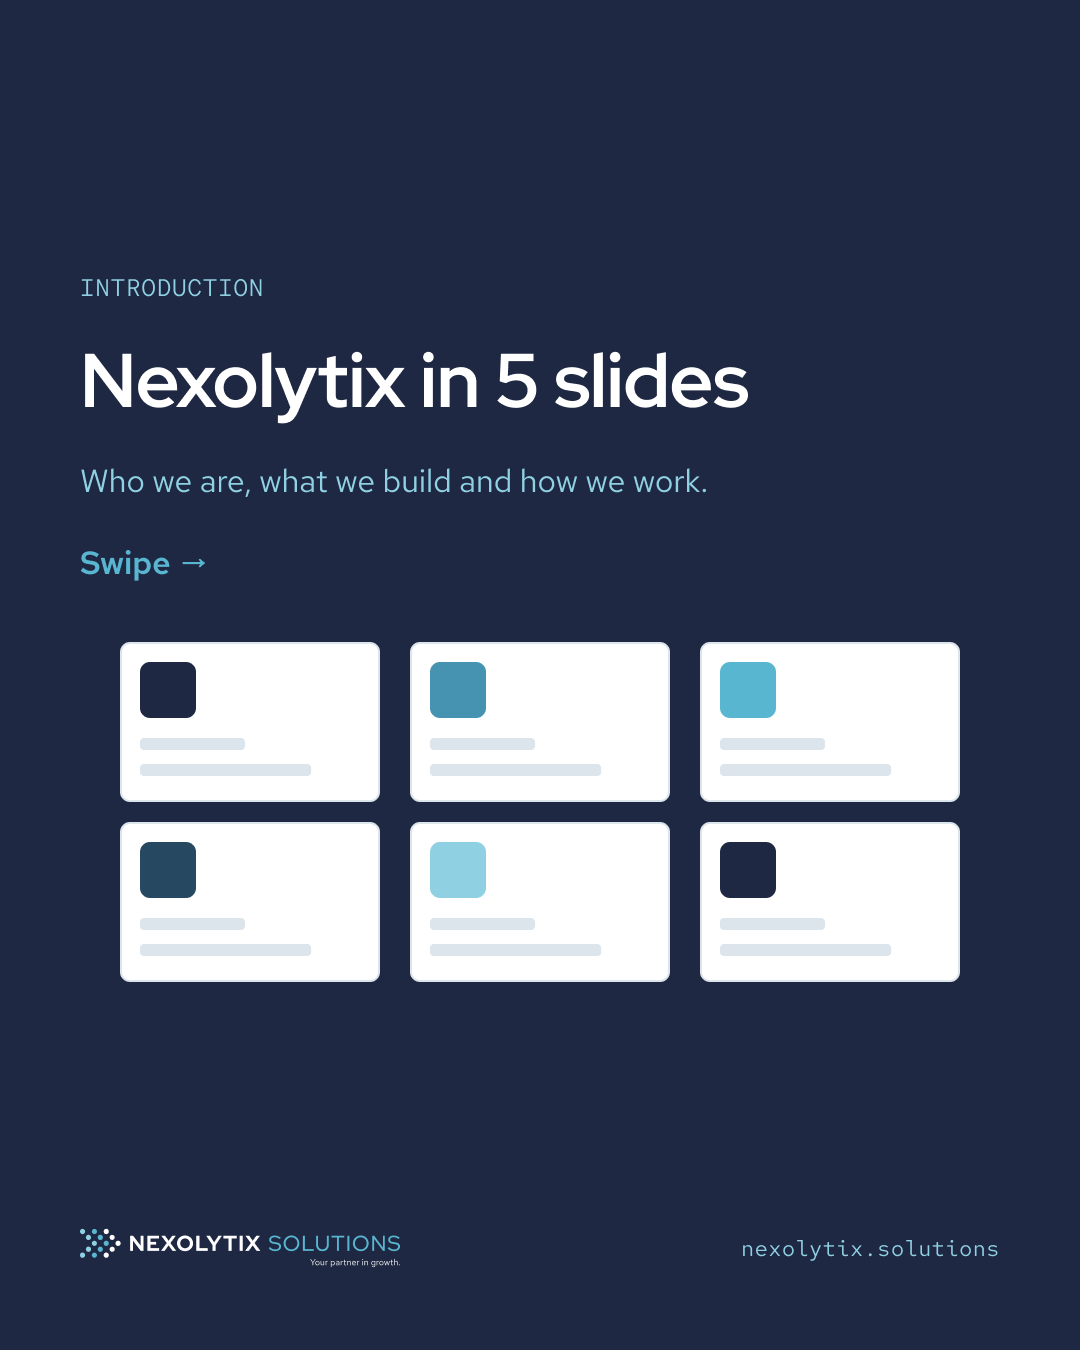 INTRODUCTION
Nexolytix in 5 slides
Who we are, what we build and how we work.
Swipe →
NEXOLYTIX SOLUTIONS
Your partner in growth.
nexolytix.solutions